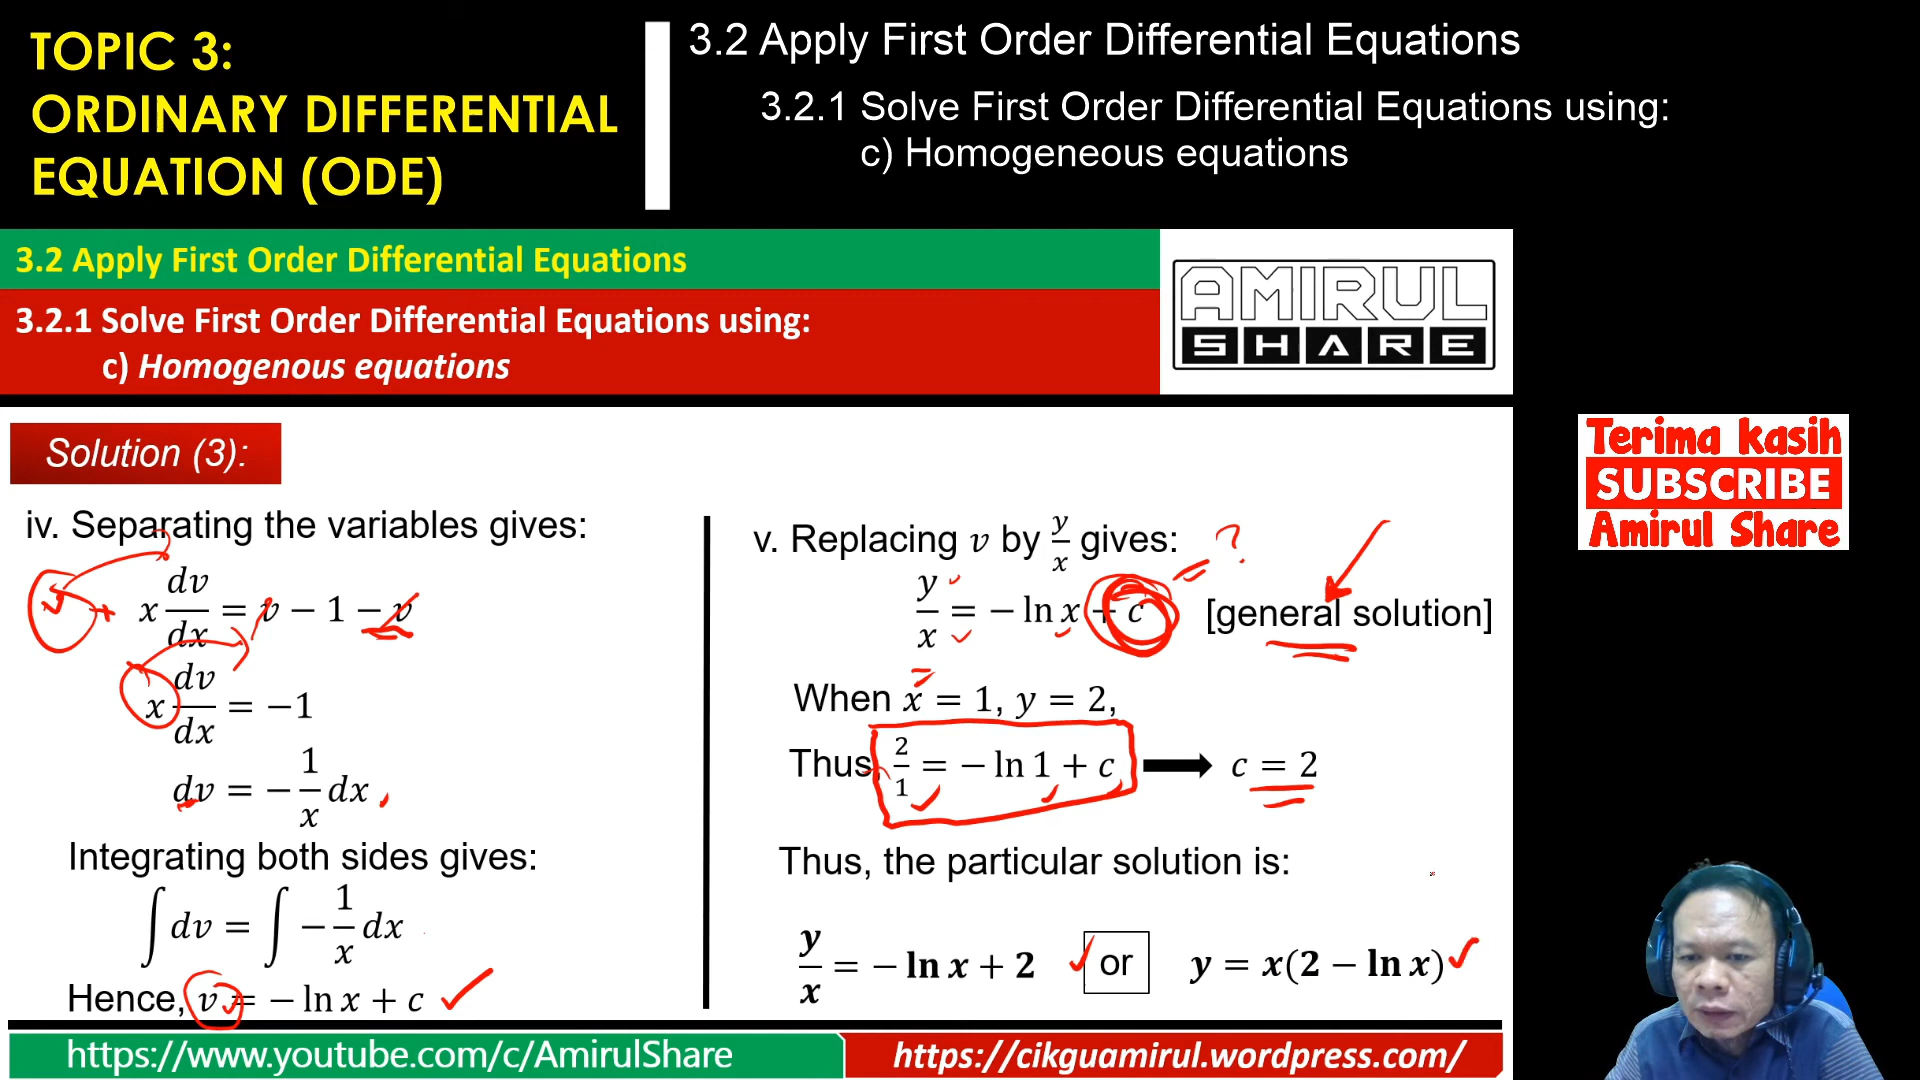 TOPIC 3:
ORDINARY DIFFERENTIAL
EQUATION (ODE)
3.2 Apply First Order Differential Equations
3.2.1 Solve First Order Differential Equations using:
c) Homogeneous equations
3.2 Apply First Order Differential Equations
3.2.1 Solve First Order Differential Equations using:
c) Homogenous equations
AMIRUL
SHARE
Terima kasih
SUBSCRIBE
Amirul Share
Solution (3):
iv. Separating the variables gives:
v + x dv/dx = v − 1 − v
x dv/dx = −1
dv = − 1/x dx,
Integrating both sides gives:
∫ dv = ∫ − 1/x dx
Hence, v = − ln x + c
v. Replacing v by y/x gives: ?
y/x = − ln x + c [general solution]
When x = 1, y = 2,
Thus, 2/1 = − ln 1 + c → c = 2
Thus, the particular solution is:
y/x = − ln x + 2 or y = x(2 − ln x)
https://www.youtube.com/c/AmirulShare
https://cikguamirul.wordpress.com/